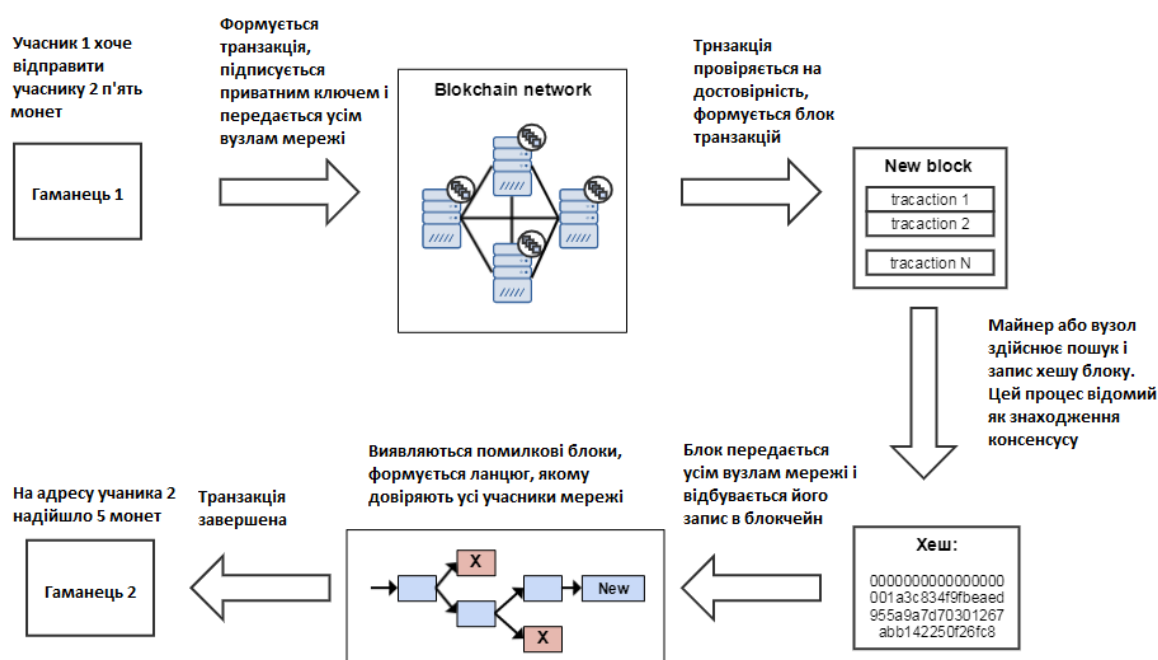 Учасник 1 хоче
відправити
учаснику 2 п'ять
монет
Гаманець 1
Формується
транзакція,
підписується
приватним ключем і
передається усім
вузлам мережі
Blokchain network
Трнзакція
провіряється на
достовірність,
формується блок
транзакцій
New block
tracaction 1
tracaction 2
tracaction N
Майнер або вузол
здійснює пошук і
запис хешу блоку.
Цей процес відомий
як знаходження
консенсусу
Хеш:
0000000000000000
001a3c834f9fbeaed
955a9a7d70301267
abb142250f26fc8
Блок передається
усім вузлам мережі і
відбувається його
запис в блокчейн
Виявляються помилкові блоки,
формується ланцюг, якому
довіряють усі учасники мережі
X
New
X
Транзакція
завершена
На адресу учаника 2
надійшло 5 монет
Гаманець 2